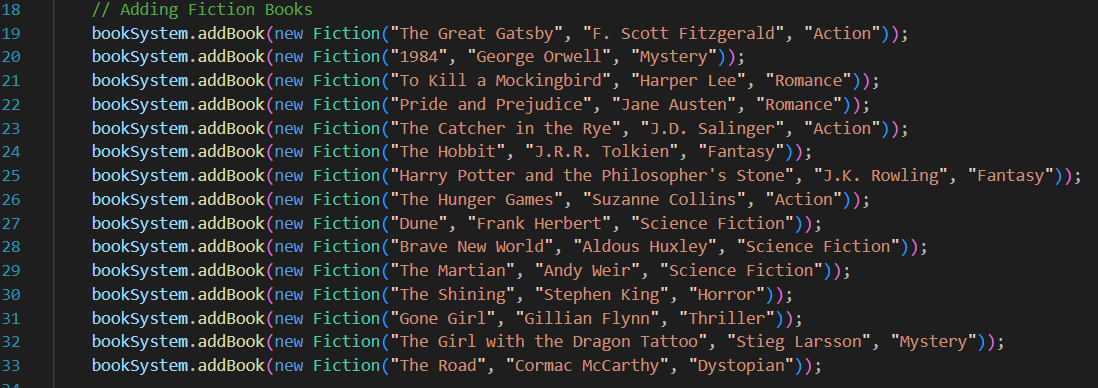 18 // Adding Fiction Books
19 bookSystem.addBook(new Fiction("The Great Gatsby", "F. Scott Fitzgerald", "Action"));
20 bookSystem.addBook(new Fiction("1984", "George Orwell", "Mystery"));
21 bookSystem.addBook(new Fiction("To Kill a Mockingbird", "Harper Lee", "Romance"));
22 bookSystem.addBook(new Fiction("Pride and Prejudice", "Jane Austen", "Romance"));
23 bookSystem.addBook(new Fiction("The Catcher in the Rye", "J.D. Salinger", "Action"));
24 bookSystem.addBook(new Fiction("The Hobbit", "J.R.R. Tolkien", "Fantasy"));
25 bookSystem.addBook(new Fiction("Harry Potter and the Philosopher's Stone", "J.K. Rowling", "Fantasy"));
26 bookSystem.addBook(new Fiction("The Hunger Games", "Suzanne Collins", "Action"));
27 bookSystem.addBook(new Fiction("Dune", "Frank Herbert", "Science Fiction"));
28 bookSystem.addBook(new Fiction("Brave New World", "Aldous Huxley", "Science Fiction"));
29 bookSystem.addBook(new Fiction("The Martian", "Andy Weir", "Science Fiction"));
30 bookSystem.addBook(new Fiction("The Shining", "Stephen King", "Horror"));
31 bookSystem.addBook(new Fiction("Gone Girl", "Gillian Flynn", "Thriller"));
32 bookSystem.addBook(new Fiction("The Girl with the Dragon Tattoo", "Stieg Larsson", "Mystery"));
33 bookSystem.addBook(new Fiction("The Road", "Cormac McCarthy", "Dystopian"));